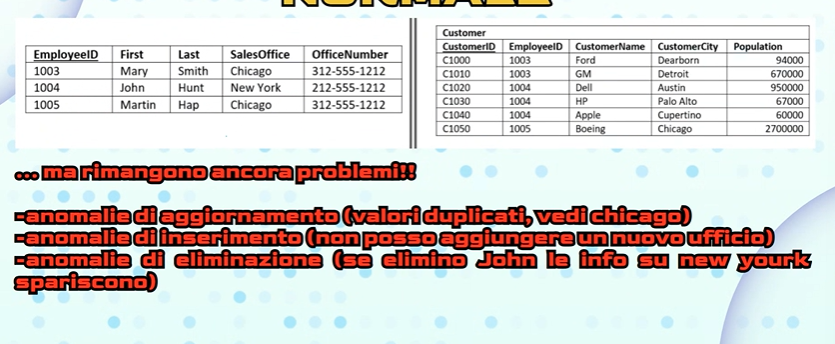 NORMALE
EmployeeID First Last SalesOffice OfficeNumber
1003 Mary Smith Chicago 312-555-1212
1004 John Hunt New York 212-555-1212
1005 Martin Hap Chicago 312-555-1212
Customer
CustomerID EmployeeID CustomerName CustomerCity Population
C1000 1003 Ford Dearborn 94000
C1010 1003 GM Detroit 670000
C1020 1004 Dell Austin 950000
C1030 1004 HP Palo Alto 67000
C1040 1004 Apple Cupertino 60000
C1050 1005 Boeing Chicago 2700000
... ma rimangono ancora problemi!!
-anomalie di aggiornamento (valori duplicati, vedi chicago)
-anomalie di inserimento (non posso aggiungere un nuovo ufficio)
-anomalie di eliminazione (se elimino John le info su new yourk
spariscono)